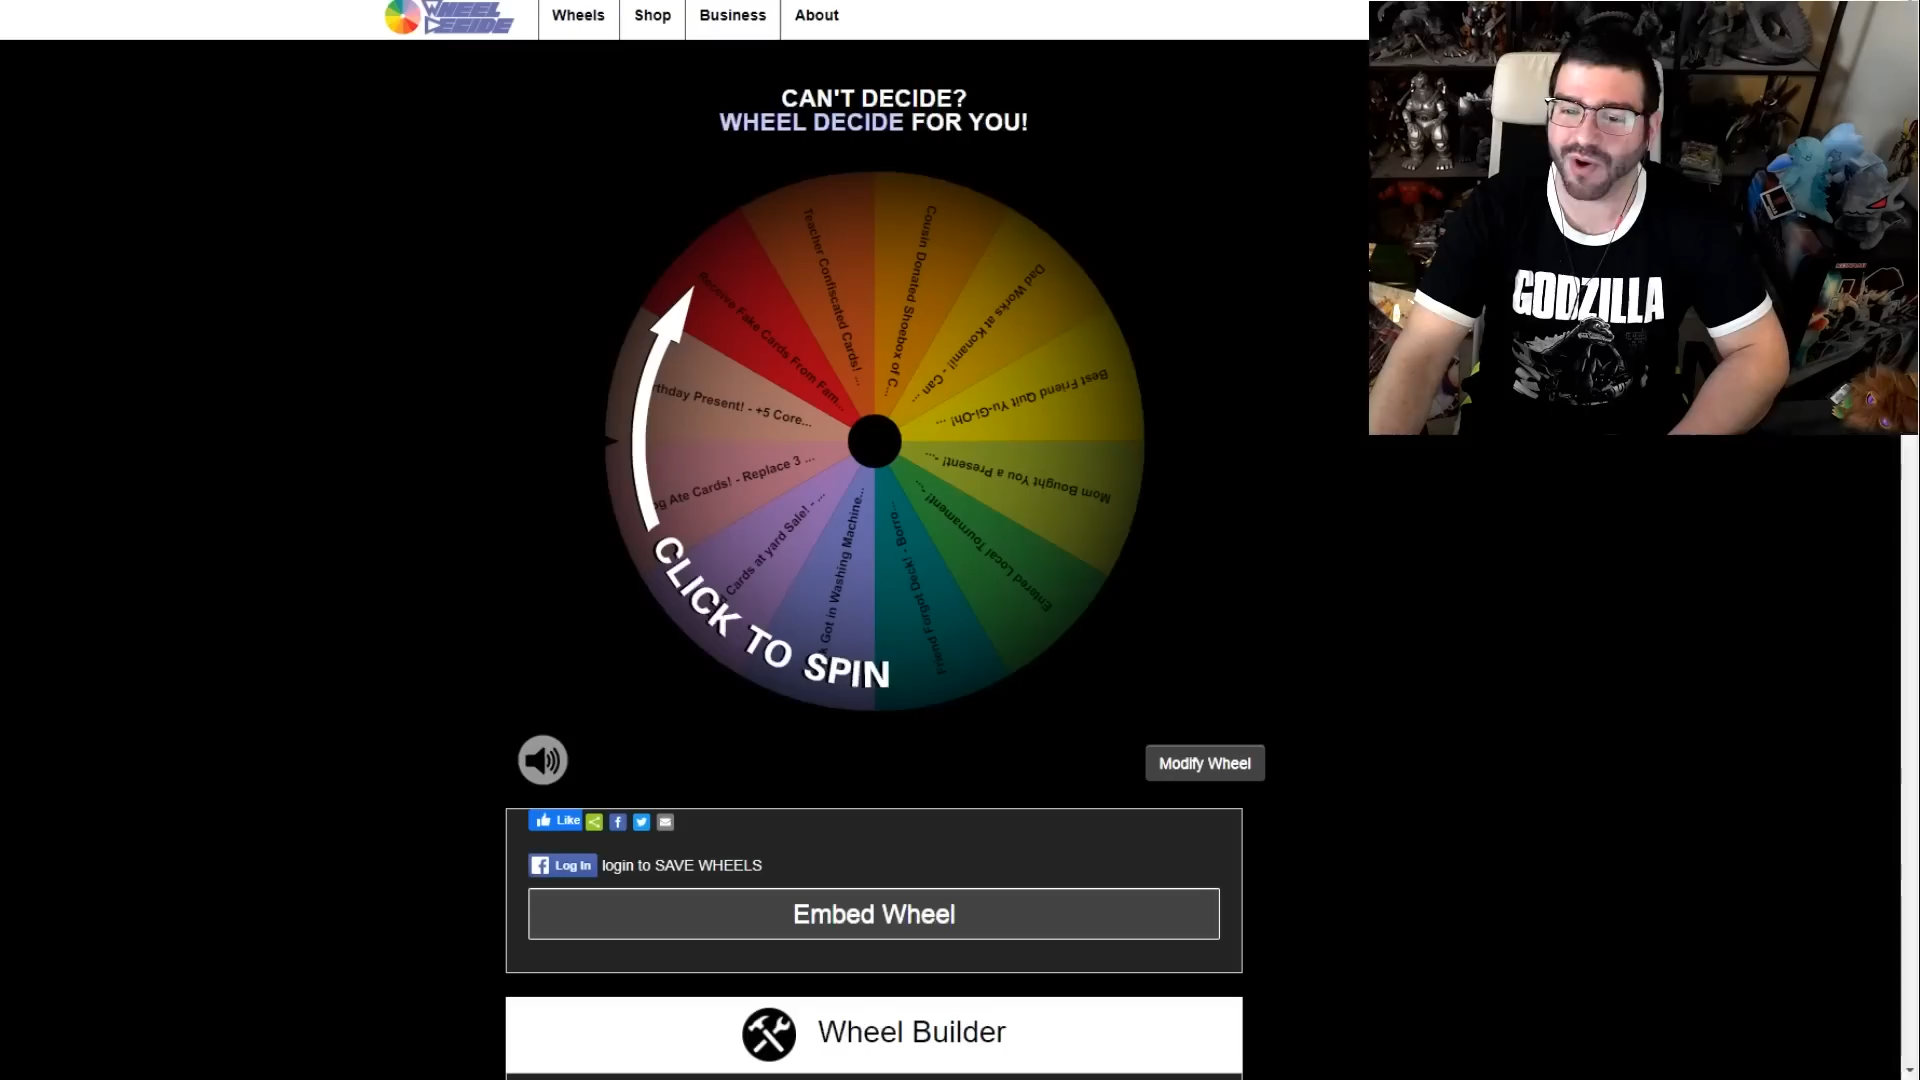 WHEEL
DECIDE
Wheels
Shop
Business
About
CAN'T DECIDE?
WHEEL DECIDE FOR YOU!
Teacher Confiscated Cards! ...
Cousin Donated Shoebox of C...
Dad Works at Konami! - Can ...
Best Friend Quit Yu-Gi-Oh! ...
Mom Bought You a Present! -...
Entered Local Tournament! -...
Friend Forgot Deck! - Borro...
Got in Washing Machine...
Cards at yard Sale! - ...
Ate Cards! - Replace 3 ...
Present! - +5 Core...
Receive Fake Cards From Fam...
CLICK TO SPIN
GODZILLA
Modify Wheel
Like
Log In
login to SAVE WHEELS
Embed Wheel
Wheel Builder